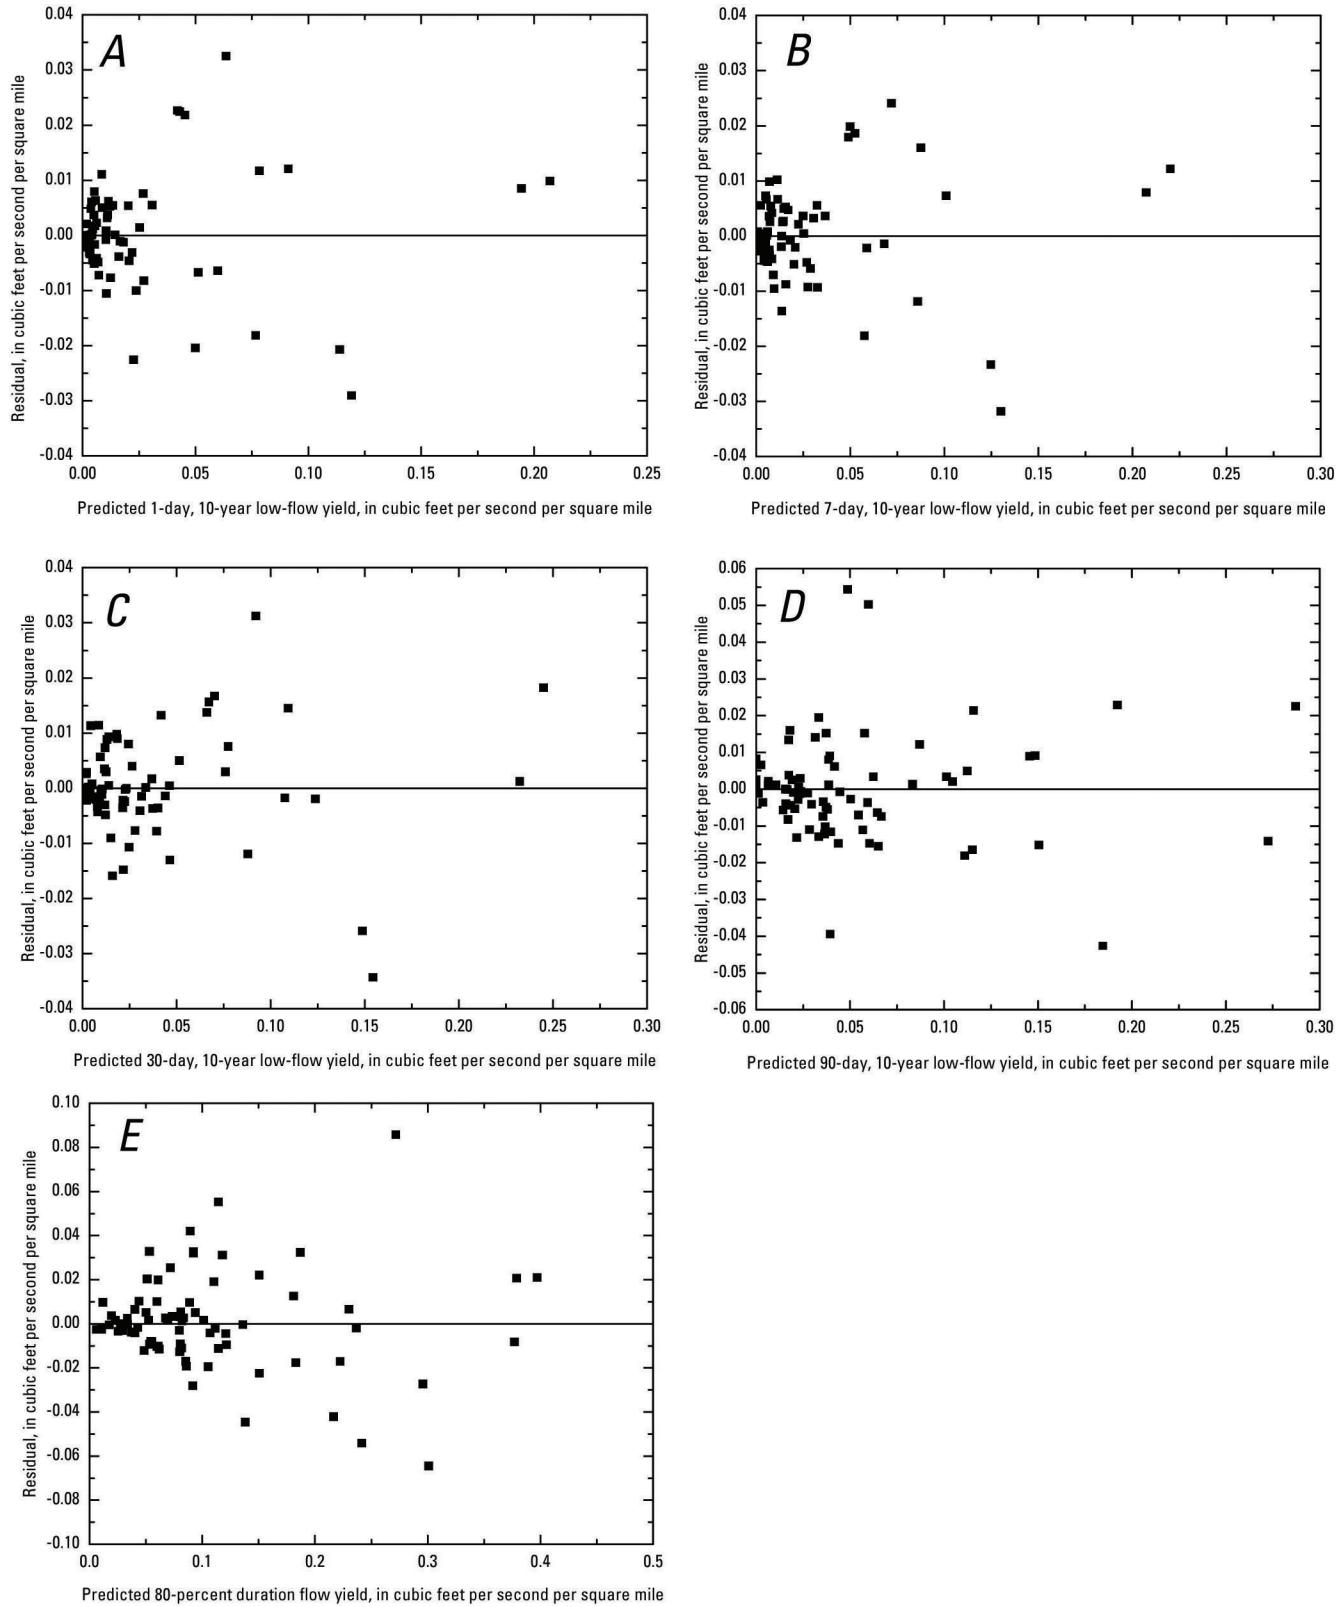 0.04
0.03
0.02
0.01
0.00
-0.01
-0.02
-0.03
-0.04
Residual, in cubic feet per second per square mile
A
0.00 0.05 0.10 0.15 0.20 0.25
Predicted 1-day, 10-year low-flow yield, in cubic feet per second per square mile
0.04
0.03
0.02
0.01
0.00
-0.01
-0.02
-0.03
-0.04
Residual, in cubic feet per second per square mile
B
0.00 0.05 0.10 0.15 0.20 0.25 0.30
Predicted 7-day, 10-year low-flow yield, in cubic feet per second per square mile
0.04
0.03
0.02
0.01
0.00
-0.01
-0.02
-0.03
-0.04
Residual, in cubic feet per second per square mile
C
0.00 0.05 0.10 0.15 0.20 0.25 0.30
Predicted 30-day, 10-year low-flow yield, in cubic feet per second per square mile
0.06
0.05
0.04
0.03
0.02
0.01
0.00
-0.01
-0.02
-0.03
-0.04
-0.05
-0.06
Residual, in cubic feet per second per square mile
D
0.00 0.05 0.10 0.15 0.20 0.25 0.30
Predicted 90-day, 10-year low-flow yield, in cubic feet per second per square mile
0.10
0.08
0.06
0.04
0.02
0.00
-0.02
-0.04
-0.06
-0.08
-0.10
Residual, in cubic feet per second per square mile
E
0.0 0.1 0.2 0.3 0.4 0.5
Predicted 80-percent duration flow yield, in cubic feet per second per square mile